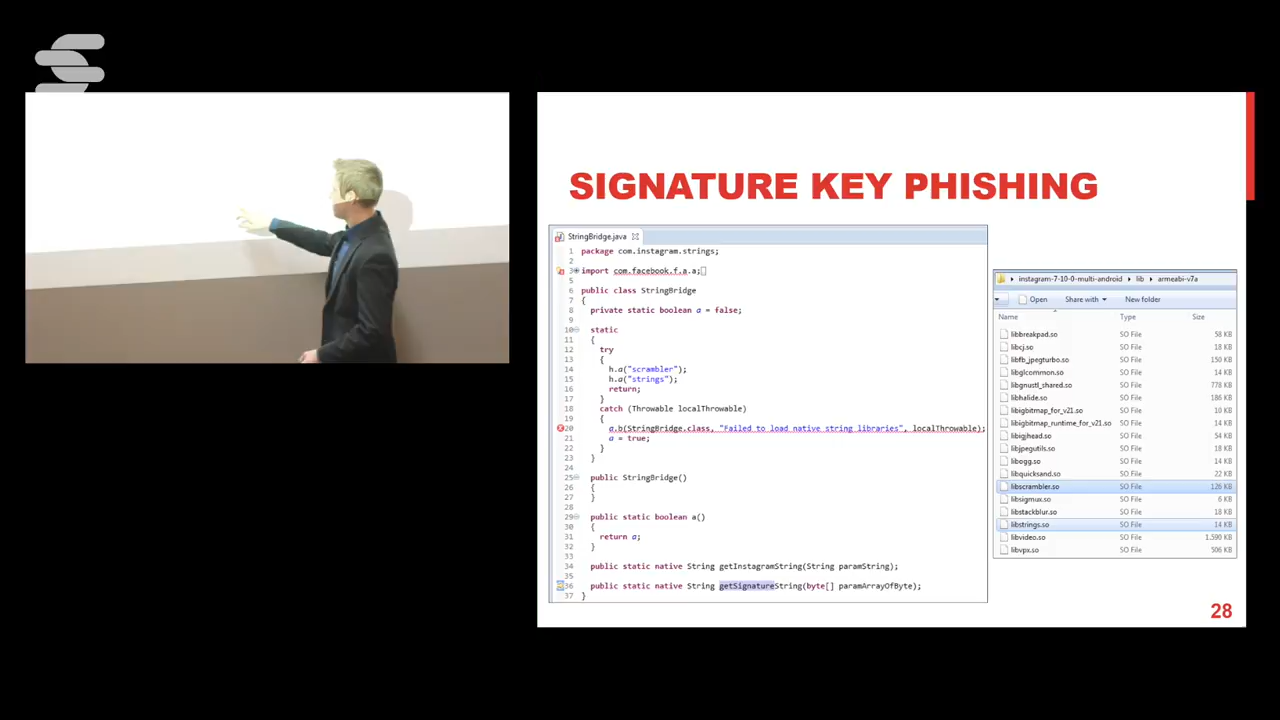 SIGNATURE KEY PHISHING
StringBridge.java
1 package com.instagram.strings;
2
3 import com.facebook.f.a.a;
5
6 public class StringBridge
7 {
8 private static boolean a = false;
9
10 static
11 {
12 try
13 {
14 h.a("scrambler");
15 h.a("strings");
16 return;
17 }
18 catch (Throwable localThrowable)
19 {
20 a.b(StringBridge.class, "Failed to load native string libraries", localThrowable);
21 a = true;
22 }
23 }
24
25 public StringBridge()
26 {
27 }
28
29 public static boolean a()
30 {
31 return a;
32 }
33
34 public static native String getInstagramString(String paramString);
35
36 public static native String getSignatureString(byte[] paramArrayOfByte);
37 }
instagram-7-10-0-multi-android lib armeabi-v7a
Open Share with New folder
Name Type Size
libbreakpad.so SO File 58 KB
libcj.so SO File 18 KB
libfb_jpegturbo.so SO File 150 KB
libglcommon.so SO File 14 KB
libgnustl_shared.so SO File 778 KB
libhalide.so SO File 186 KB
libigbitmap_for_v21.so SO File 10 KB
libigbitmap_runtime_for_v21.so SO File 14 KB
libigjhead.so SO File 54 KB
libjpegutils.so SO File 18 KB
libogg.so SO File 14 KB
libquicksand.so SO File 22 KB
libscrambler.so SO File 126 KB
libsigmux.so SO File 6 KB
libstackblur.so SO File 18 KB
libstrings.so SO File 14 KB
libvideo.so SO File 1.590 KB
libvpx.so SO File 506 KB
28